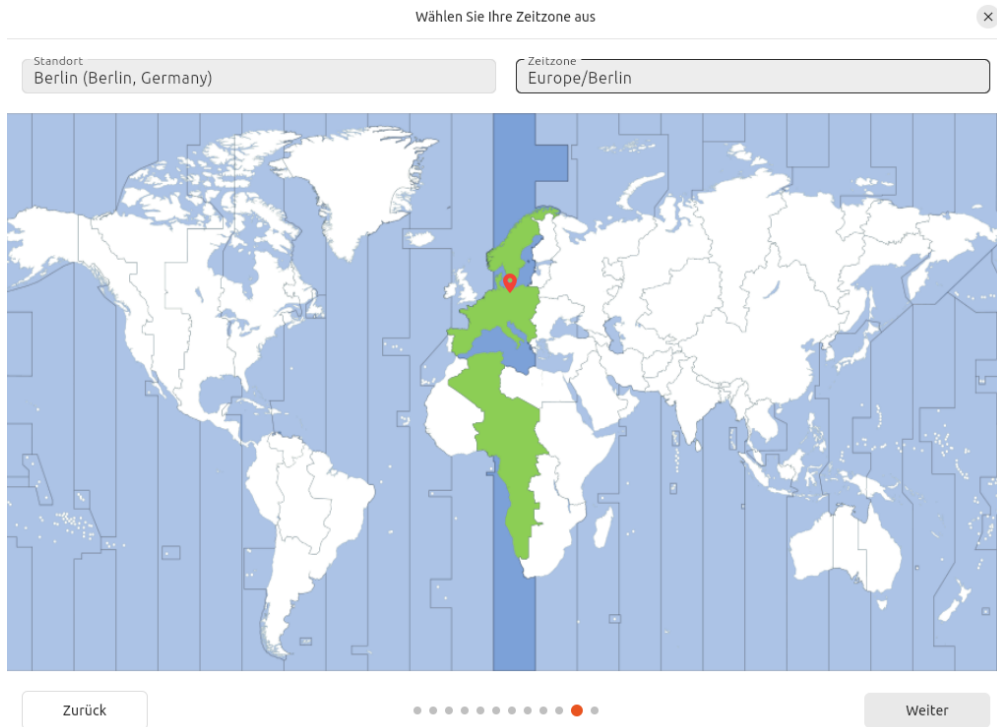 Wählen Sie Ihre Zeitzone aus
Standort
Berlin (Berlin, Germany)
Zeitzone
Europe/Berlin
Zurück
Weiter